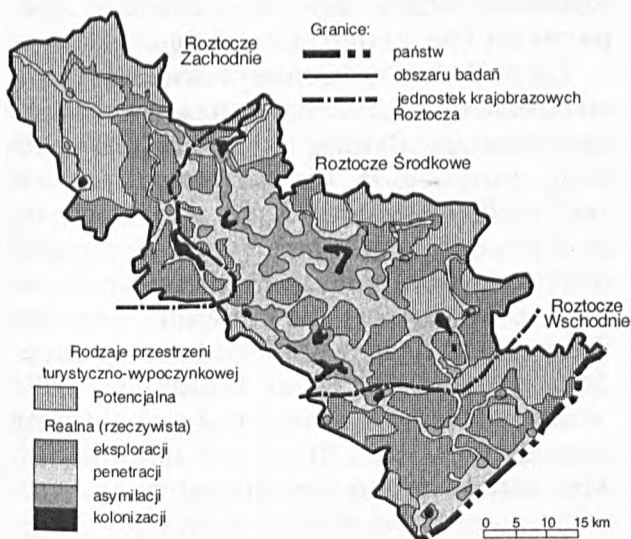 Roztocze
Zachodnie
Granice:
państw
obszaru badań
jednostek krajobrazowych
Roztocza
Roztocze Środkowe
Roztocze
Wschodnie
Rodzaje przestrzeni
turystyczno-wypoczynkowej
Potencjalna
Realna (rzeczywista)
eksploracji
penetracji
asymilacji
kolonizacji
0 5 10 15 km